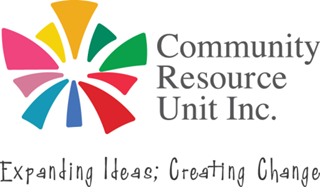 Community
Resource
Unit Inc.
Expanding Ideas; Creating Change